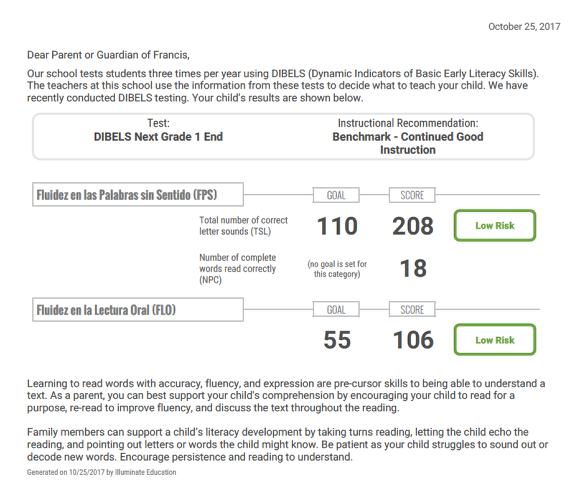 October 25, 2017
Dear Parent or Guardian of Francis,
Our school tests students three times per year using DIBELS (Dynamic Indicators of Basic Early Literacy Skills).
The teachers at this school use the information from these tests to decide what to teach your child. We have
recently conducted DIBELS testing. Your child's results are shown below.
Test:
DIBELS Next Grade 1 End
Instructional Recommendation:
Benchmark - Continued Good
Instruction
Fluidez en las Palabras sin Sentido (FPS)
GOAL
SCORE
Total number of correct
letter sounds (TSL)
110
208
Low Risk
Number of complete
words read correctly
(NPC)
(no goal is set for
this category)
18
Fluidez en la Lectura Oral (FLO)
GOAL
SCORE
55
106
Low Risk
Learning to read words with accuracy, fluency, and expression are pre-cursor skills to being able to understand a
text. As a parent, you can best support your child's comprehension by encouraging your child to read for a
purpose, re-read to improve fluency, and discuss the text throughout the reading.
Family members can support a child's literacy development by taking turns reading, letting the child echo the
reading, and pointing out letters or words the child might know. Be patient as your child struggles to sound out or
decode new words. Encourage persistence and reading to understand.
Generated on 10/25/2017 by Illuminate Education